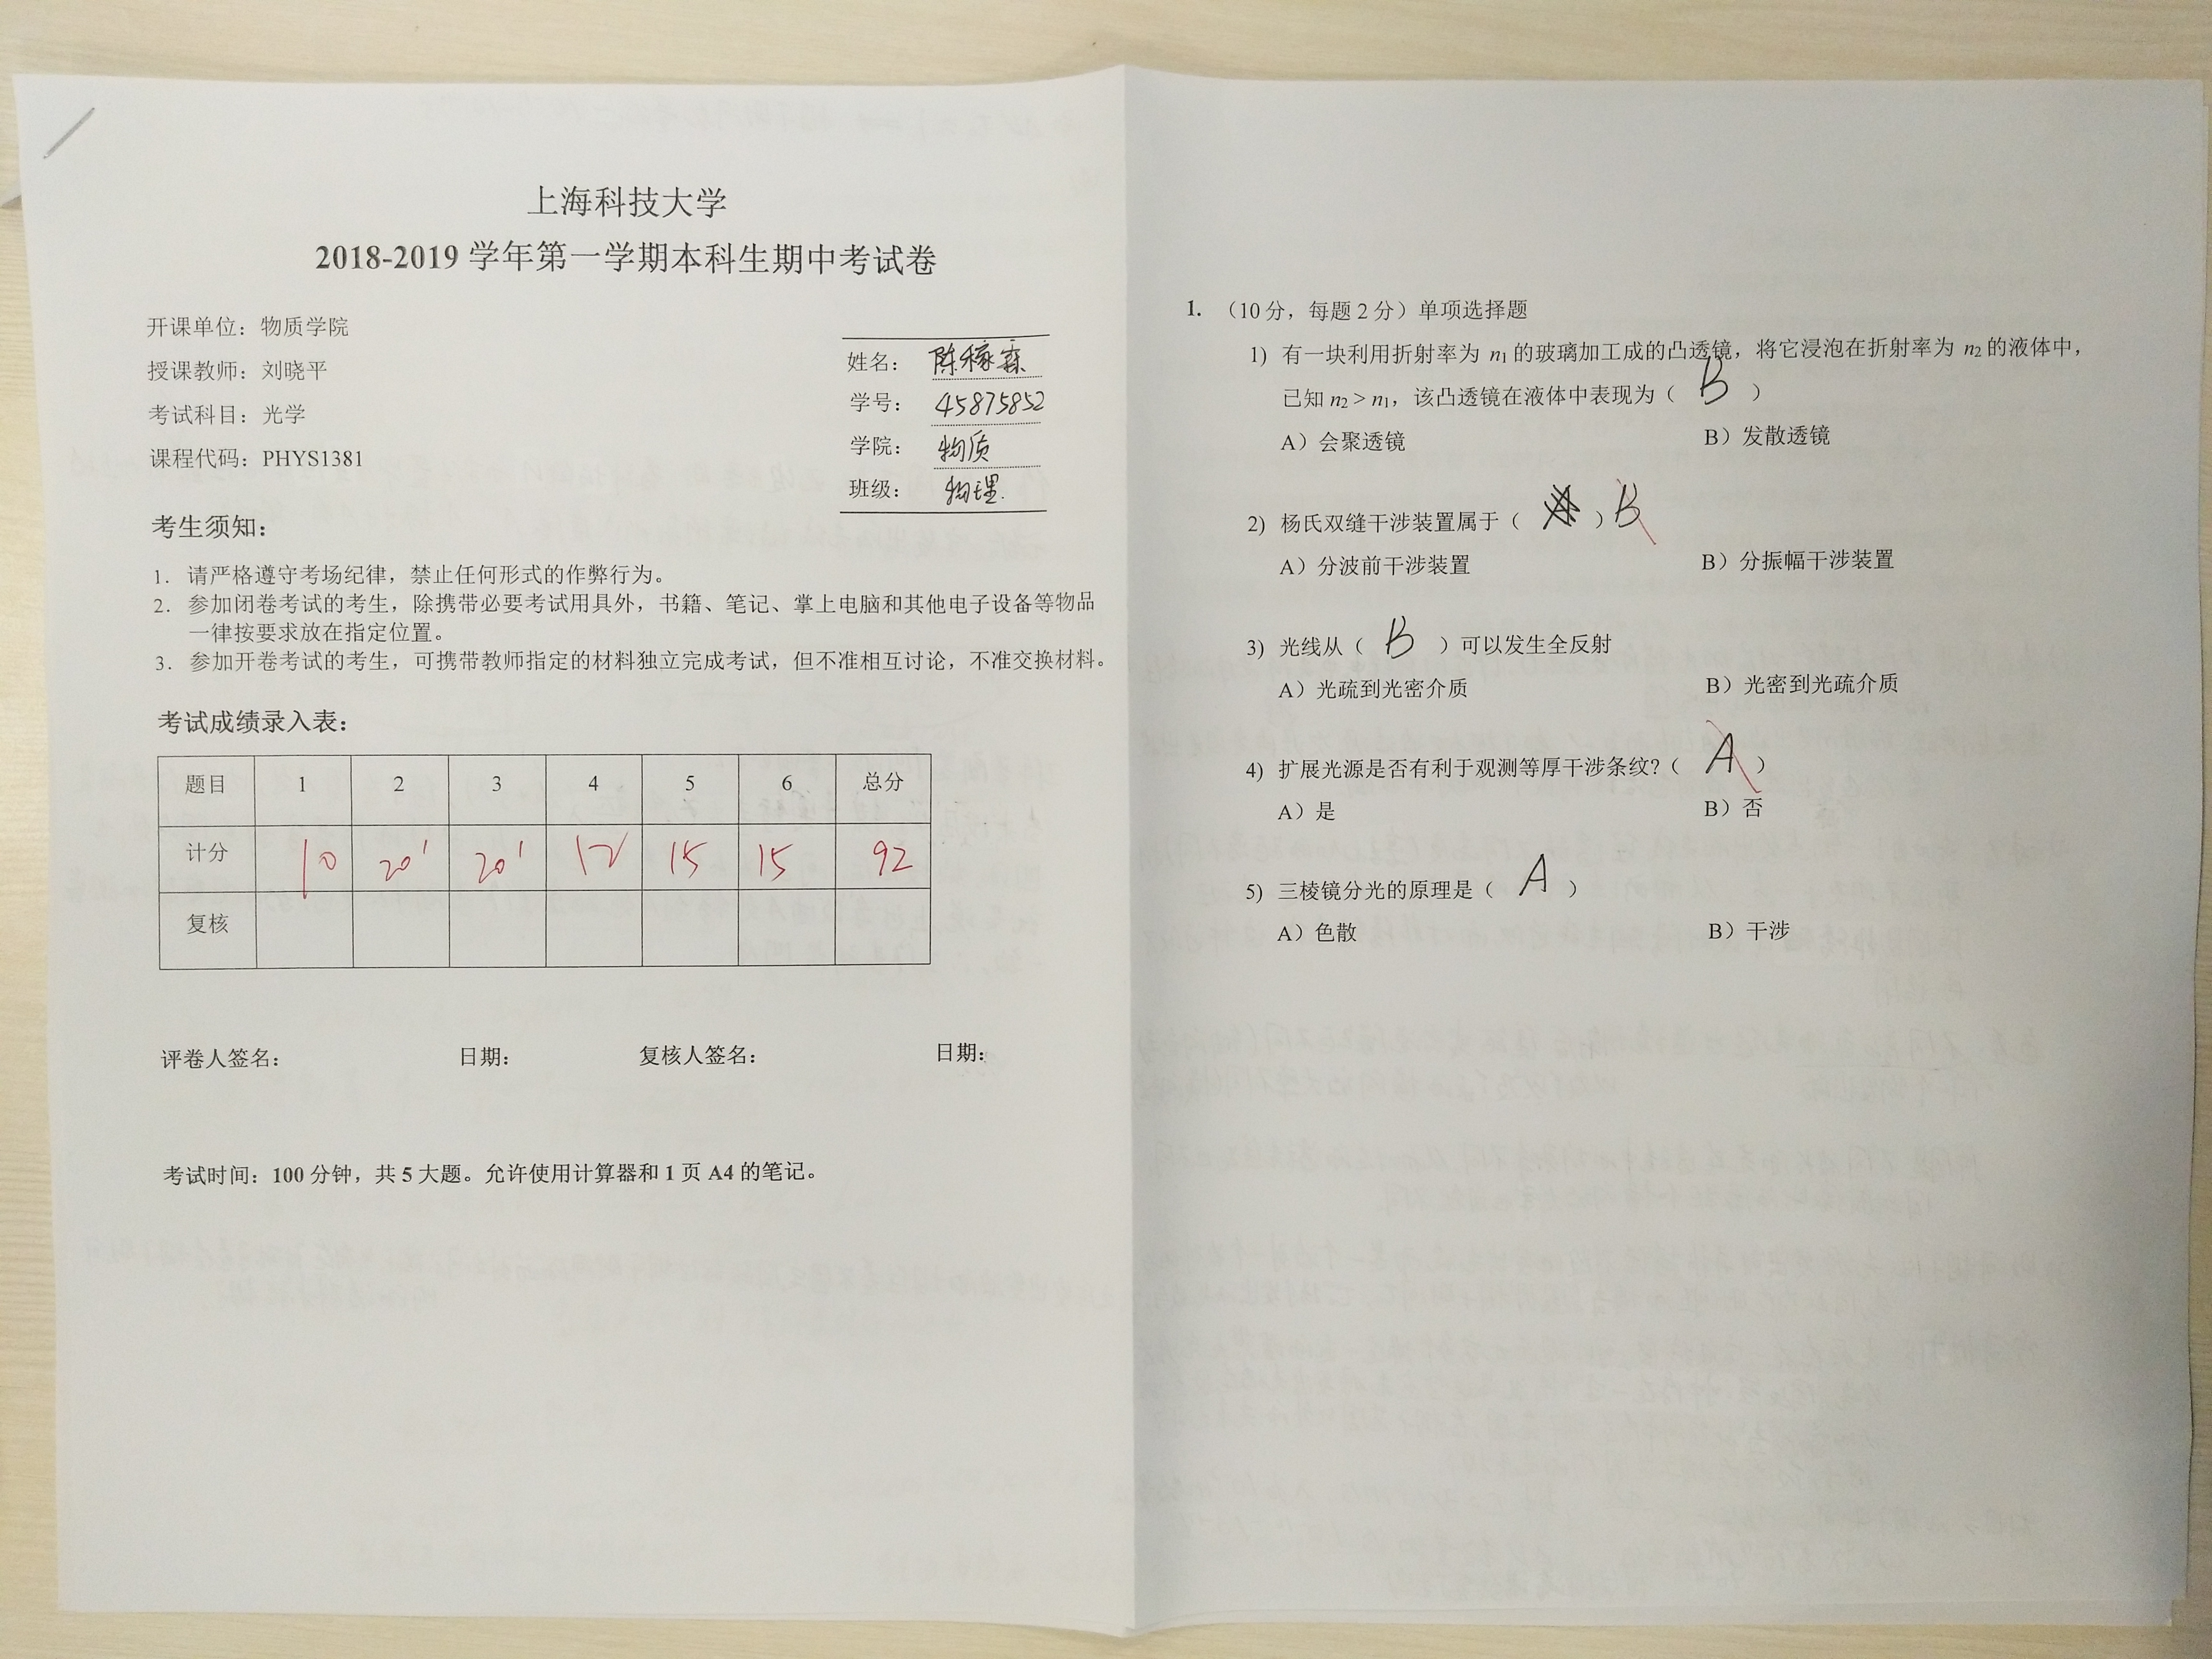 上海科技大学
2018-2019 学年第一学期本科生期中考试卷
开课单位：物质学院
授课教师：刘晓平
考试科目：光学
课程代码：PHYS1381
姓名：陈稼森
学号：45875852
学院：物质
班级：物理.
考生须知：
1. 请严格遵守考场纪律，禁止任何形式的作弊行为。
2. 参加闭卷考试的考生，除携带必要考试用具外，书籍、笔记、掌上电脑和其他电子设备等物品
一律按要求放在指定位置。
3. 参加开卷考试的考生，可携带教师指定的材料独立完成考试，但不准相互讨论，不准交换材料。
考试成绩录入表：
题目 1 2 3 4 5 6 总分
计分 10 20' 20' 12 15 15 92
复核
评卷人签名： 日期： 复核人签名： 日期：
考试时间：100 分钟，共 5 大题。允许使用计算器和 1 页 A4 的笔记。
1. （10 分，每题 2 分）单项选择题
1) 有一块利用折射率为 n1 的玻璃加工成的凸透镜，将它浸泡在折射率为 n2 的液体中，
已知 n2 > n1，该凸透镜在液体中表现为（ B ）
A）会聚透镜 B）发散透镜
2) 杨氏双缝干涉装置属于（ ）B
A）分波前干涉装置 B）分振幅干涉装置
3) 光线从（ B ）可以发生全反射
A）光疏到光密介质 B）光密到光疏介质
4) 扩展光源是否有利于观测等厚干涉条纹?（ A ）
A）是 B）否
5) 三棱镜分光的原理是（ A ）
A）色散 B）干涉